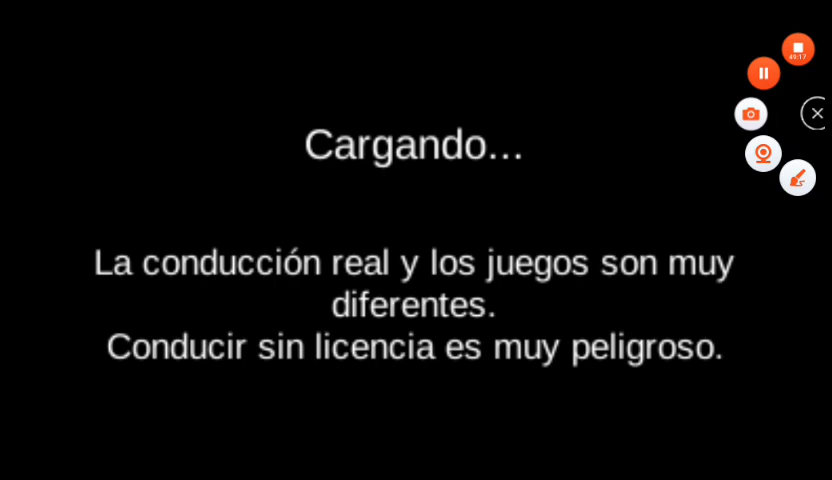 Cargando...
La conducción real y los juegos son muy
diferentes.
Conducir sin licencia es muy peligroso.